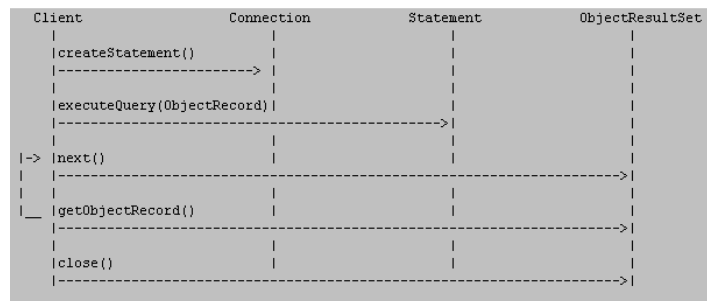 Client Connection Statement ObjectResultSet
createStatement()
executeQuery(ObjectRecord)
next()
getObjectRecord()
close()